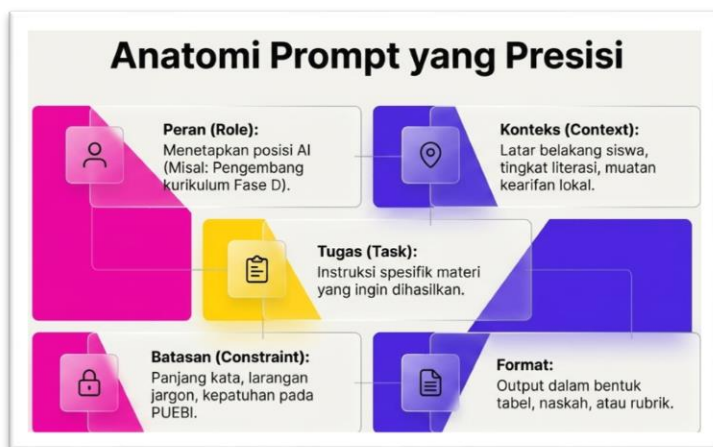 Anatomi Prompt yang Presisi
Peran (Role):
Menetapkan posisi AI
(Misal: Pengembang
kurikulum Fase D).
Konteks (Context):
Latar belakang siswa,
tingkat literasi, muatan
kearifan lokal.
Tugas (Task):
Instruksi spesifik materi
yang ingin dihasilkan.
Batasan (Constraint):
Panjang kata, larangan
jargon, kepatuhan pada
PUEBI.
Format:
Output dalam bentuk
tabel, naskah, atau rubrik.